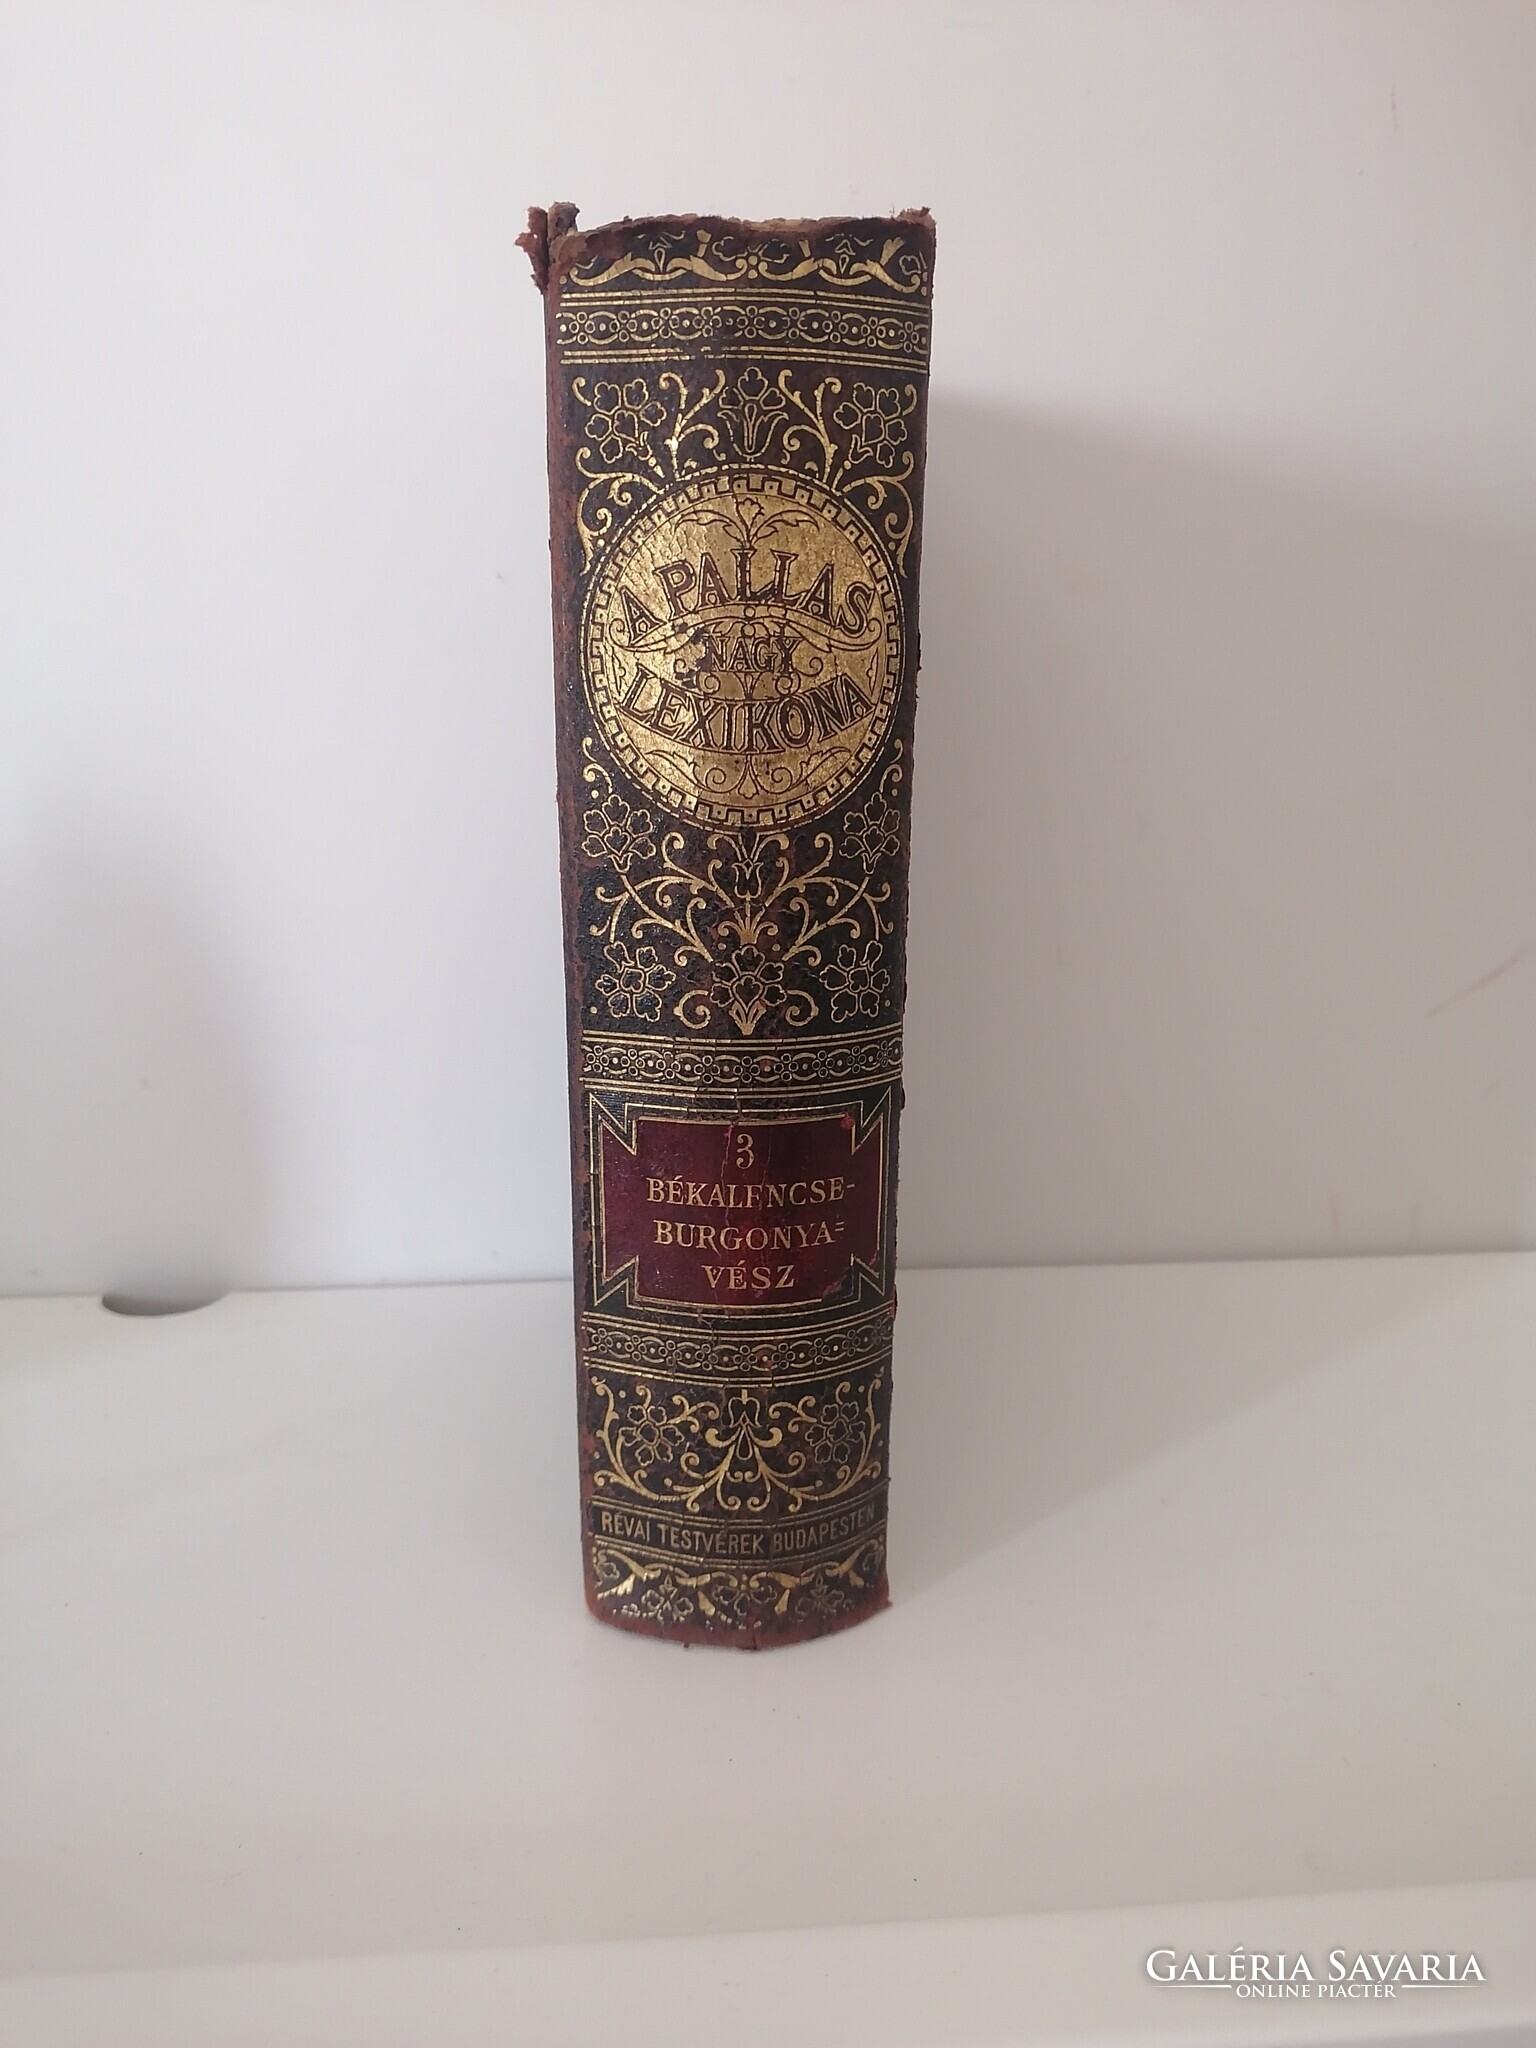 A PALLAS
NAGY
LEXIKONA
3
BÉKALENCSE-
BURGONYA=
VÉSZ
RÉVAI TESTVÉREK BUDAPESTEN
GALÉRIA SAVARIA
ONLINE PIACTÉR